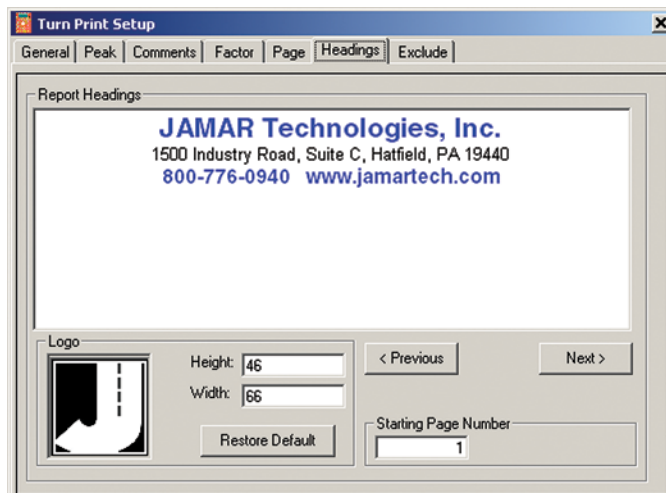 Turn Print Setup
General Peak Comments Factor Page Headings Exclude
Report Headings
JAMAR Technologies, Inc.
1500 Industry Road, Suite C, Hatfield, PA 19440
800-776-0940 www.jamartech.com
Logo
Height: 46
Width: 66
Restore Default
< Previous
Next >
Starting Page Number
1